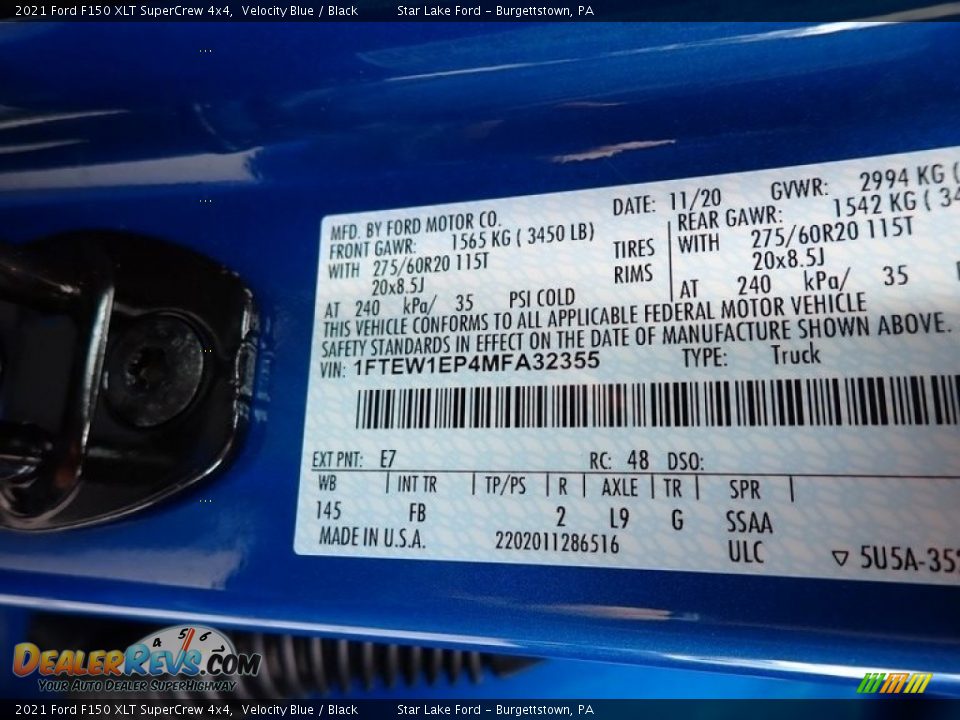 2021 Ford F150 XLT SuperCrew 4x4, Velocity Blue / Black Star Lake Ford - Burgettstown, PA
MFD. BY FORD MOTOR CO. DATE: 11/20 GVWR: 2994 KG (
FRONT GAWR: 1565 KG ( 3450 LB) REAR GAWR: 1542 KG ( 34
WITH 275/60R20 115T TIRES WITH 275/60R20 115T
20x8.5J RIMS 20x8.5J
AT 240 kPa/ 35 PSI COLD AT 240 kPa/ 35
THIS VEHICLE CONFORMS TO ALL APPLICABLE FEDERAL MOTOR VEHICLE
SAFETY STANDARDS IN EFFECT ON THE DATE OF MANUFACTURE SHOWN ABOVE.
VIN: 1FTEW1EP4MFA32355 TYPE: Truck
EXT PNT: E7 RC: 48 DSO:
WB INT TR TP/PS R AXLE TR SPR
145 FB 2 L9 G SSAA
MADE IN U.S.A. 2202011286516 ULC 5U5A-35
4 5 6
DealerRevs.com
Your Auto Dealer SuperHighway
2021 Ford F150 XLT SuperCrew 4x4, Velocity Blue / Black Star Lake Ford - Burgettstown, PA